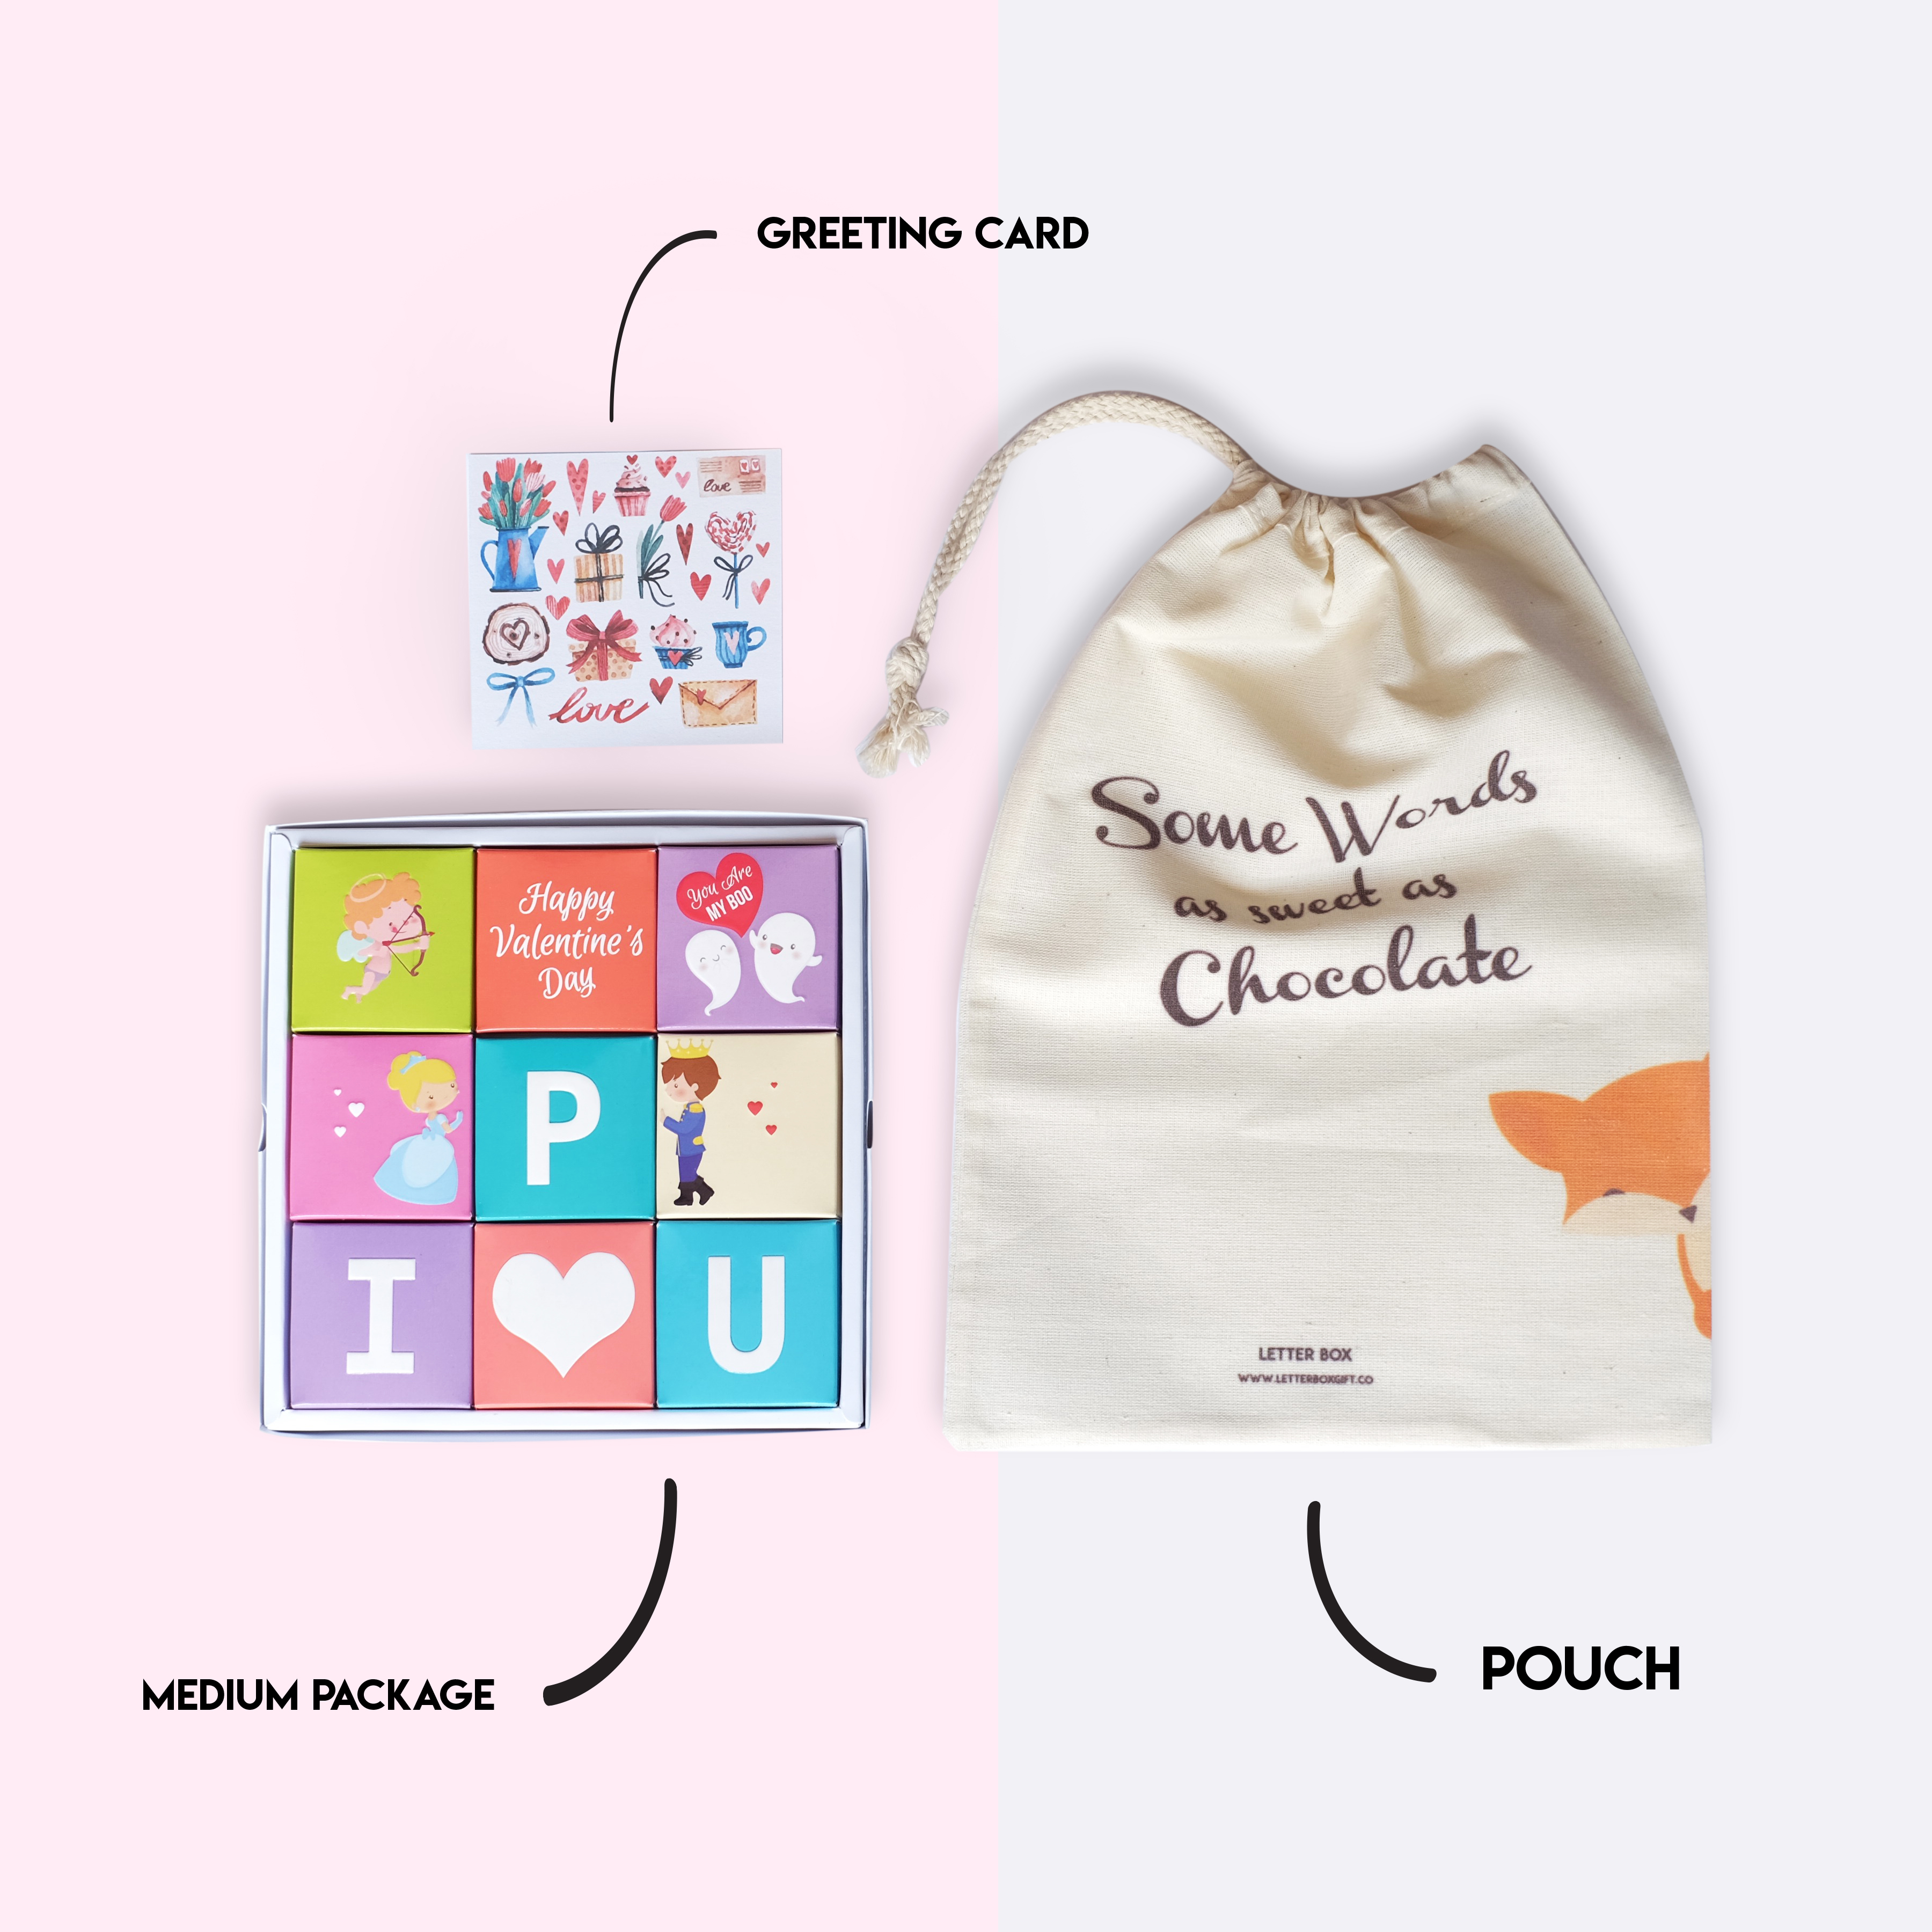 GREETING CARD
love
love
Happy
Valentine's
Day
You Are
MY BOO
P
I
U
Some Words
as sweet as
Chocolate
LETTER BOX
WWW.LETTERBOXGIFT.CO
MEDIUM PACKAGE
POUCH